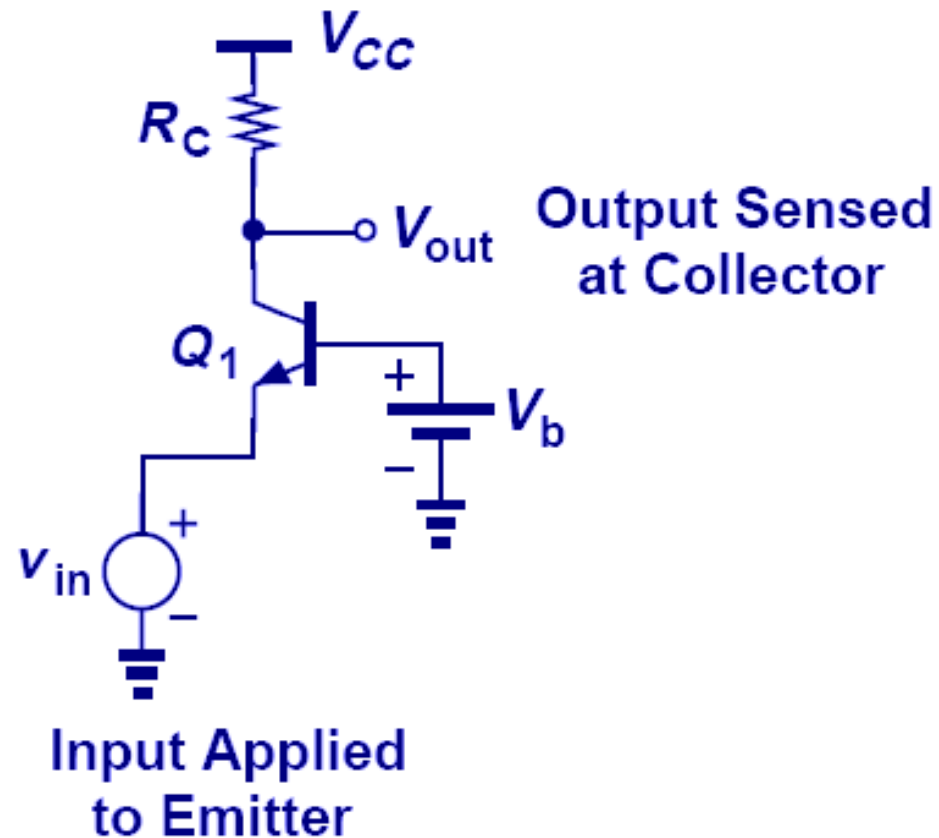 VCC
RC
Vout
Output Sensed
at Collector
Q1
+
Vb
−
+
vin
−
Input Applied
to Emitter